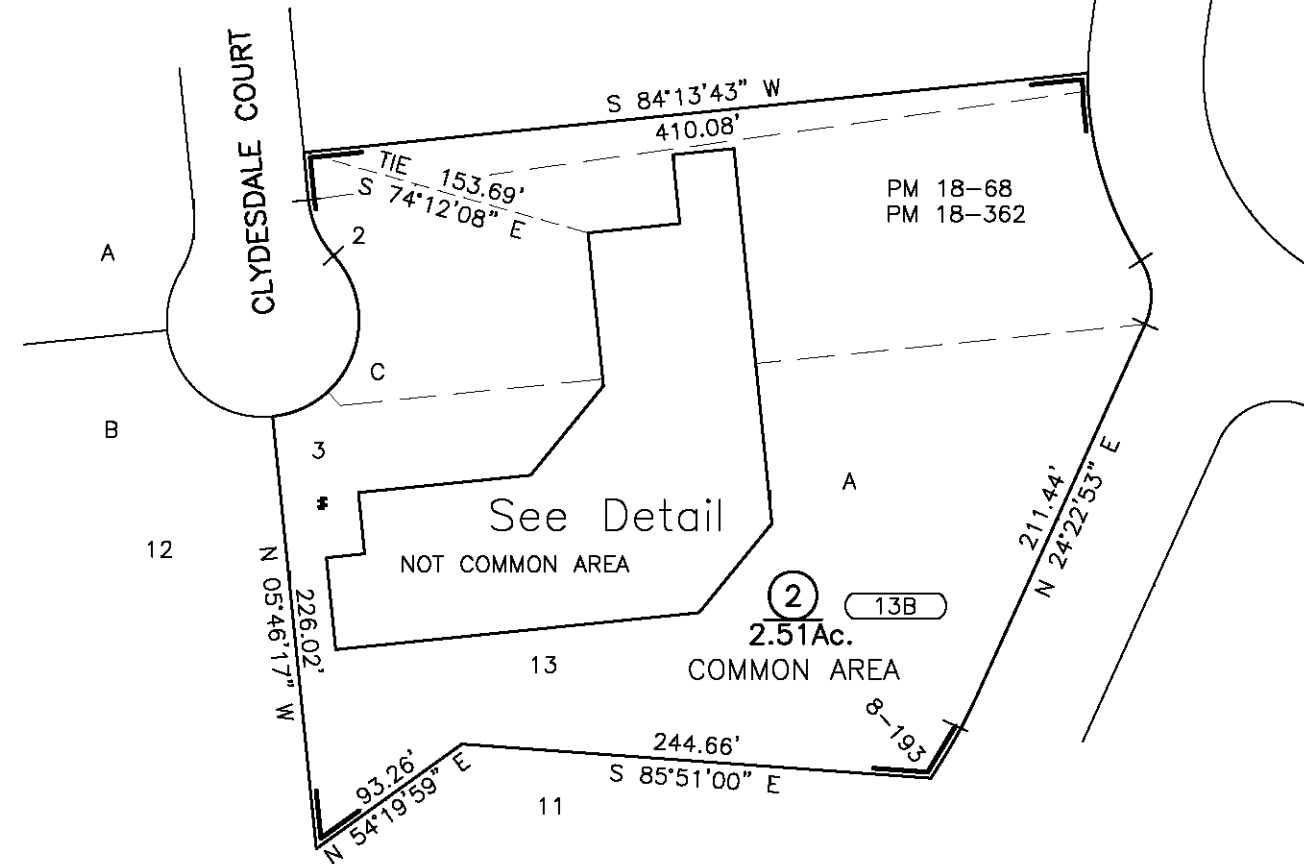 CLYDESDALE COURT
S 84°13'43" W
410.08'
TIE 153.69'
S 74°12'08" E
PM 18-68
PM 18-362
2
A
C
B
3
See Detail
NOT COMMON AREA
A
12
N 05°46'17" W
226.02'
211.44'
N 24°22'53" E
2
13B
2.51Ac.
COMMON AREA
13
8-193
244.66'
S 85°51'00" E
93.26'
N 54°19'59" E
11